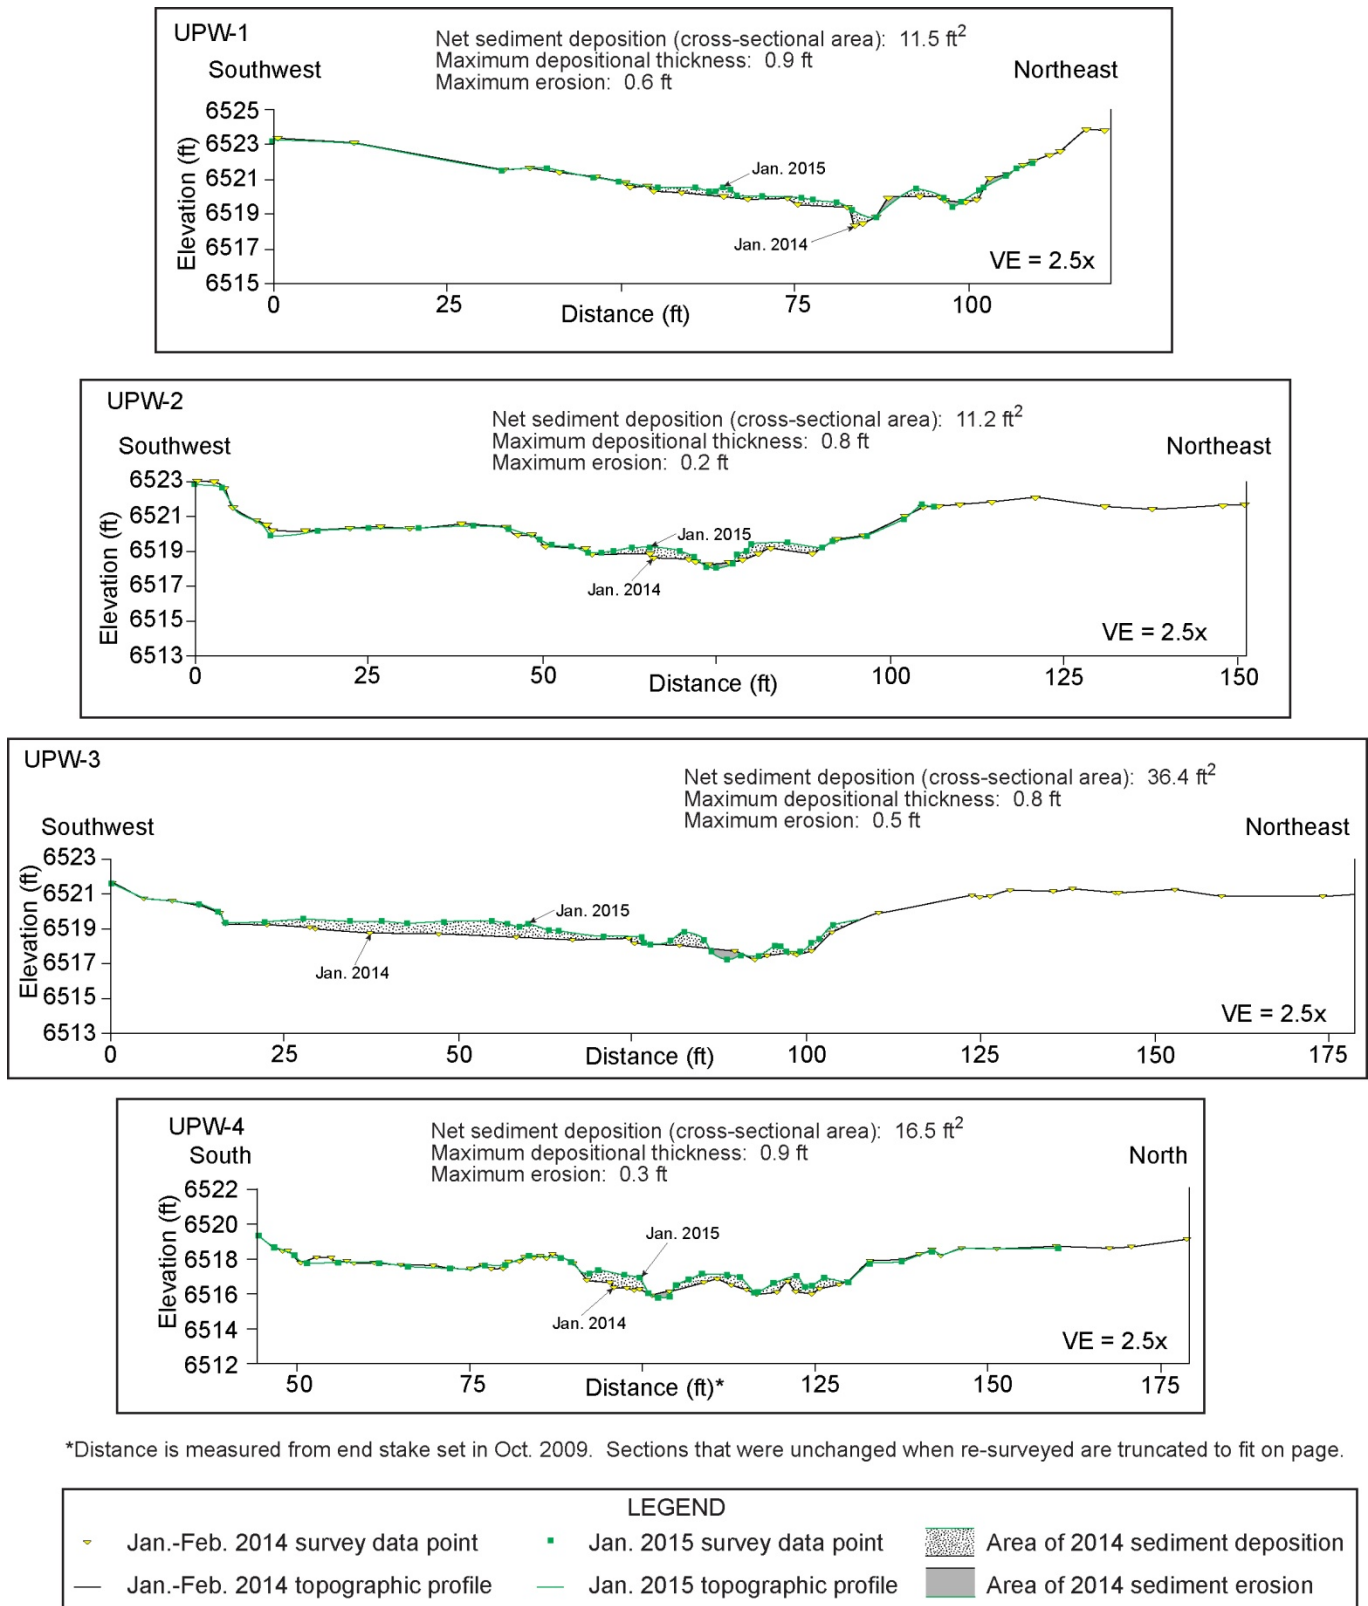 UPW-1
Net sediment deposition (cross-sectional area): 11.5 ft²
Maximum depositional thickness: 0.9 ft
Maximum erosion: 0.6 ft
Southwest
Northeast
6525
6523
6521
6519
6517
6515
Elevation (ft)
Jan. 2015
Jan. 2014
VE = 2.5x
0 25 75 100
Distance (ft)
UPW-2
Net sediment deposition (cross-sectional area): 11.2 ft²
Maximum depositional thickness: 0.8 ft
Maximum erosion: 0.2 ft
Southwest
Northeast
6523
6521
6519
6517
6515
6513
Elevation (ft)
Jan. 2015
Jan. 2014
VE = 2.5x
0 25 50 100 125 150
Distance (ft)
UPW-3
Net sediment deposition (cross-sectional area): 36.4 ft²
Maximum depositional thickness: 0.8 ft
Maximum erosion: 0.5 ft
Southwest
Northeast
6523
6521
6519
6517
6515
6513
Elevation (ft)
Jan. 2015
Jan. 2014
VE = 2.5x
0 25 50 100 125 150 175
Distance (ft)
UPW-4
Net sediment deposition (cross-sectional area): 16.5 ft²
Maximum depositional thickness: 0.9 ft
Maximum erosion: 0.3 ft
South
North
6522
6520
6518
6516
6514
6512
Elevation (ft)
Jan. 2015
Jan. 2014
VE = 2.5x
50 75 125 150 175
Distance (ft)*
*Distance is measured from end stake set in Oct. 2009. Sections that were unchanged when re-surveyed are truncated to fit on page.
LEGEND
Jan.-Feb. 2014 survey data point
Jan. 2015 survey data point
Area of 2014 sediment deposition
Jan.-Feb. 2014 topographic profile
Jan. 2015 topographic profile
Area of 2014 sediment erosion